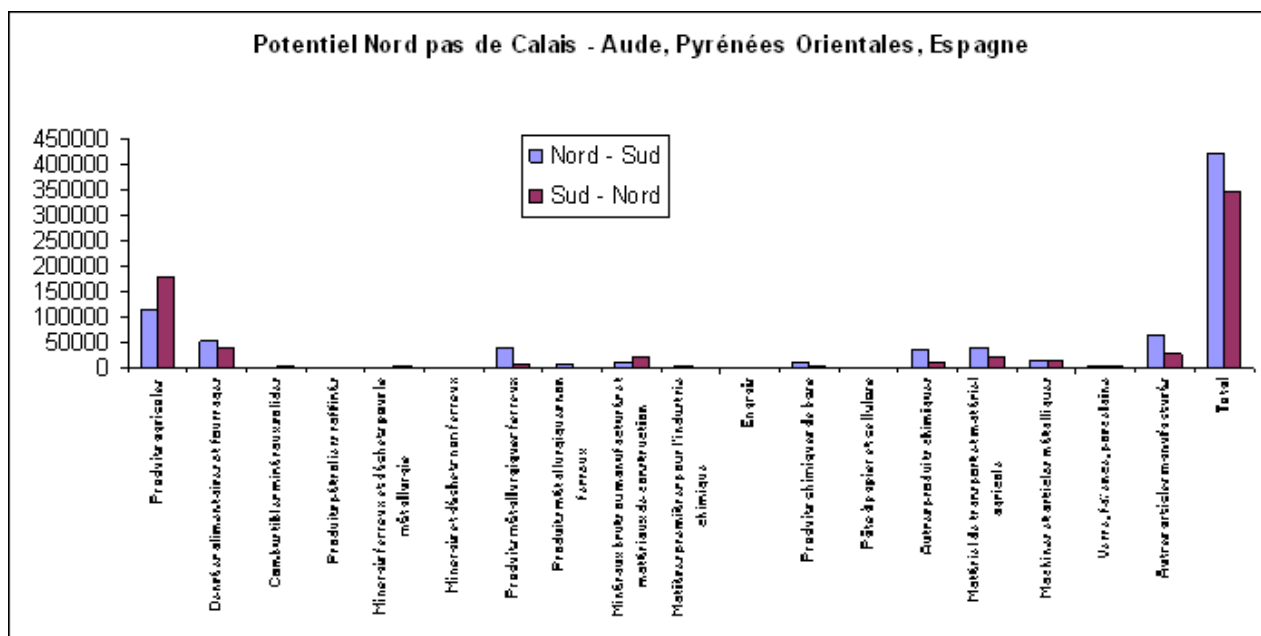 Potentiel Nord pas de Calais - Aude, Pyrénées Orientales, Espagne
450000
400000
350000
300000
250000
200000
150000
100000
50000
0
Nord - Sud
Sud - Nord
Produits agricoles
Denrées alimentaires et fourrages
Combustibles minéraux solides
Produits pétroliers raffinés
Minerais ferreux et déchets pour la
métallurgie
Minerais et déchets non ferreux
Produits métallurgiques ferreux
Produits métallurgiques non
ferreux
Minéraux bruts ou manufacturés et
matériaux de construction
Matières premières pour l'industrie
chimique
Engrais
Produits chimiques de base
Pâte à papier et cellulose
Autres produits chimiques
Matériel de transport et matériel
agricole
Machines et articles métalliques
Verre, faïence, porcelaine
Autres articles manufacturés
Total